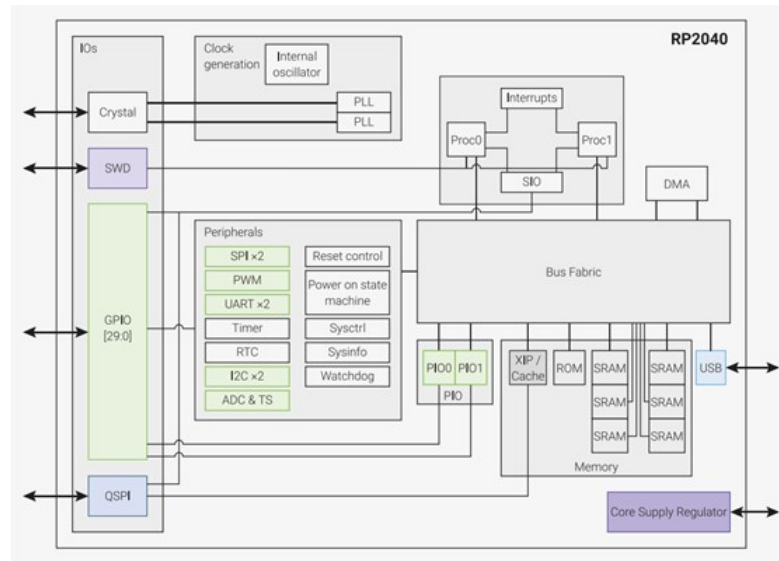 RP2040
IOs
Crystal
SWD
GPIO
[29:0]
QSPI
Clock
generation
Internal
oscillator
PLL
PLL
Interrupts
Proc0
Proc1
SIO
DMA
Peripherals
SPI ×2
PWM
UART ×2
Timer
RTC
I2C ×2
ADC & TS
Reset control
Power on state
machine
Sysctrl
Sysinfo
Watchdog
Bus Fabric
PIO0
PIO1
PIO
XIP /
Cache
ROM
SRAM
SRAM
SRAM
SRAM
SRAM
SRAM
Memory
USB
Core Supply Regulator